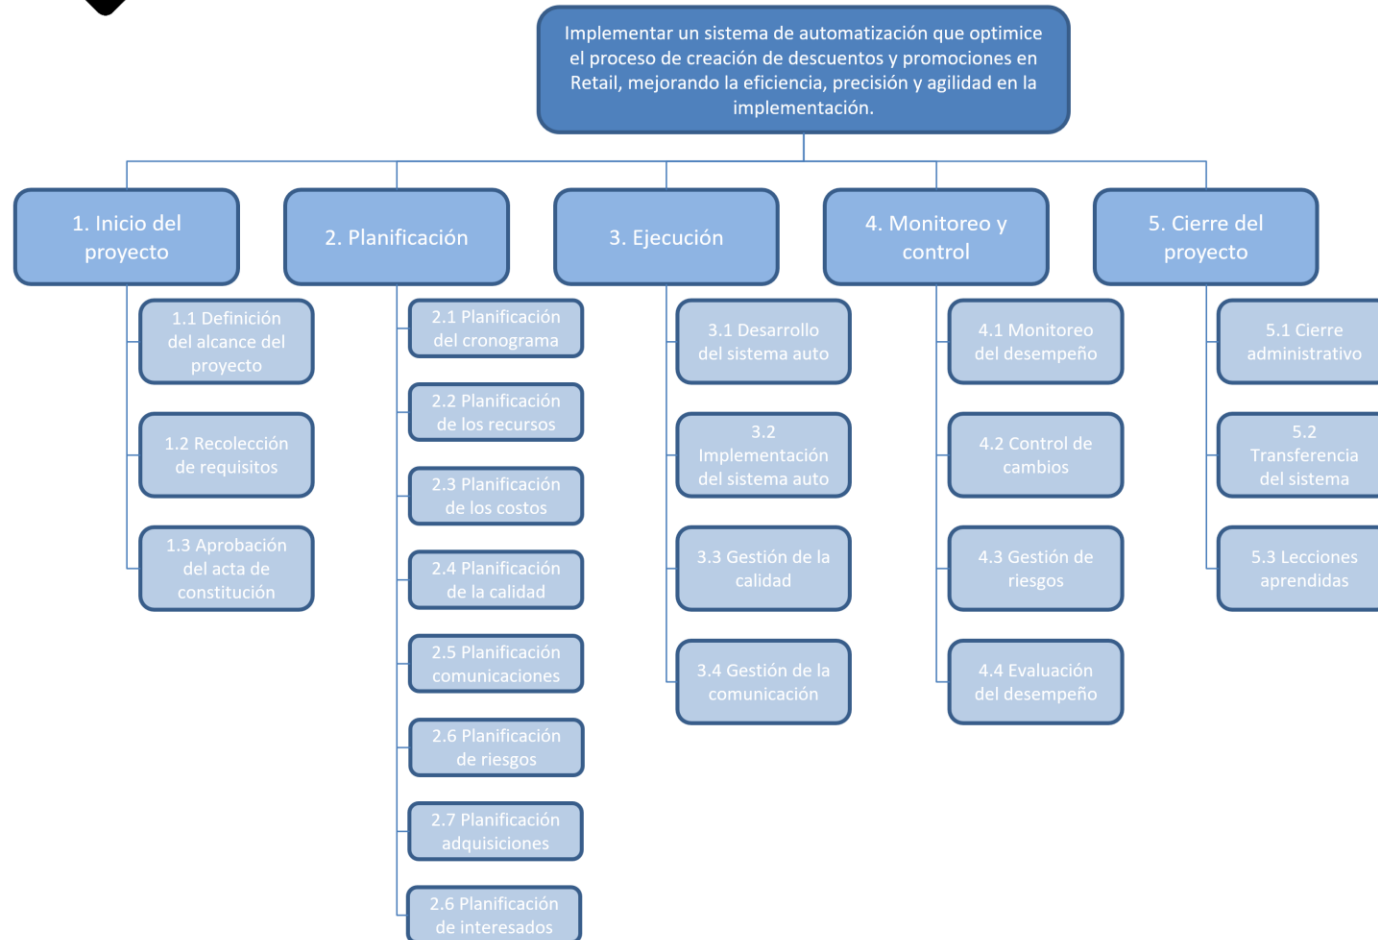 Implementar un sistema de automatización que optimice
el proceso de creación de descuentos y promociones en
Retail, mejorando la eficiencia, precisión y agilidad en la
implementación.
1. Inicio del
proyecto
2. Planificación
3. Ejecución
4. Monitoreo y
control
5. Cierre del
proyecto
1.1 Definición
del alcance del
proyecto
1.2 Recolección
de requisitos
1.3 Aprobación
del acta de
constitución
2.1 Planificación
del cronograma
2.2 Planificación
de los recursos
2.3 Planificación
de los costos
2.4 Planificación
de la calidad
2.5 Planificación
comunicaciones
2.6 Planificación
de riesgos
2.7 Planificación
adquisiciones
2.6 Planificación
de interesados
3.1 Desarrollo
del sistema auto
3.2
Implementación
del sistema auto
3.3 Gestión de la
calidad
3.4 Gestión de la
comunicación
4.1 Monitoreo
del desempeño
4.2 Control de
cambios
4.3 Gestión de
riesgos
4.4 Evaluación
del desempeño
5.1 Cierre
administrativo
5.2
Transferencia
del sistema
5.3 Lecciones
aprendidas